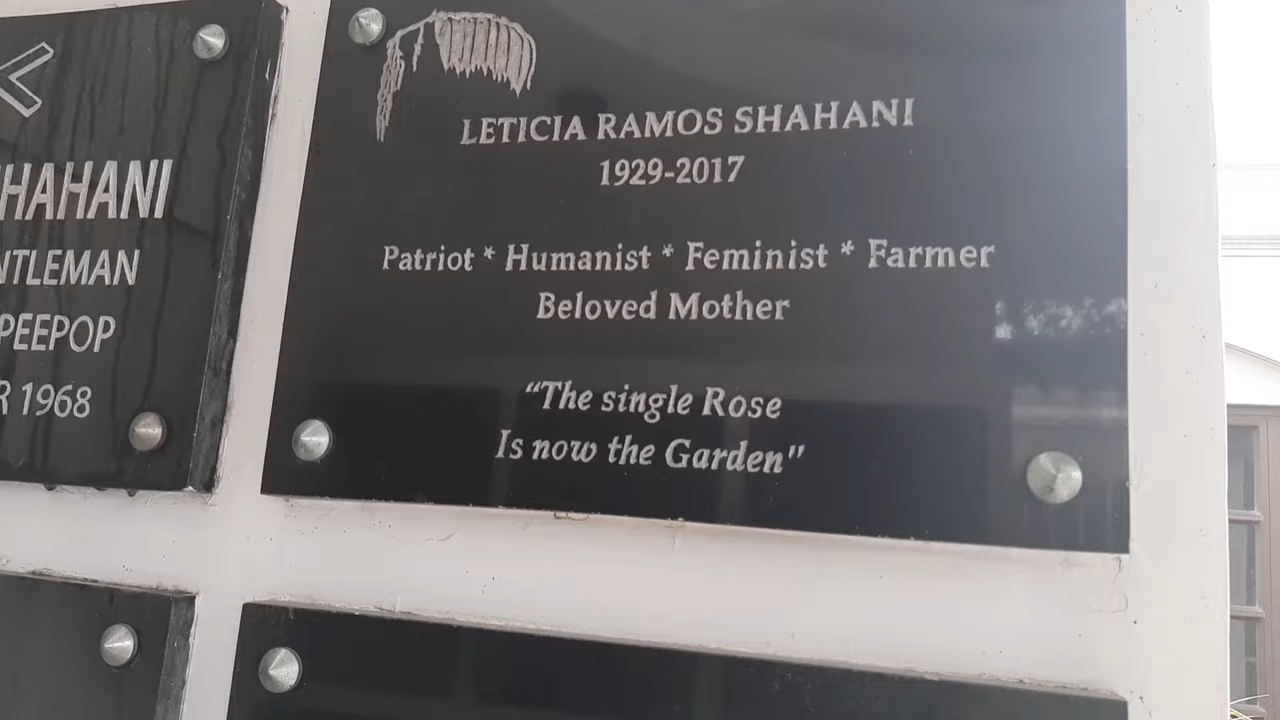 HAHANI
NTLEMAN
PEEPOP
R 1968
LETICIA RAMOS SHAHANI
1929-2017
Patriot * Humanist * Feminist * Farmer
Beloved Mother
“The single Rose
Is now the Garden"